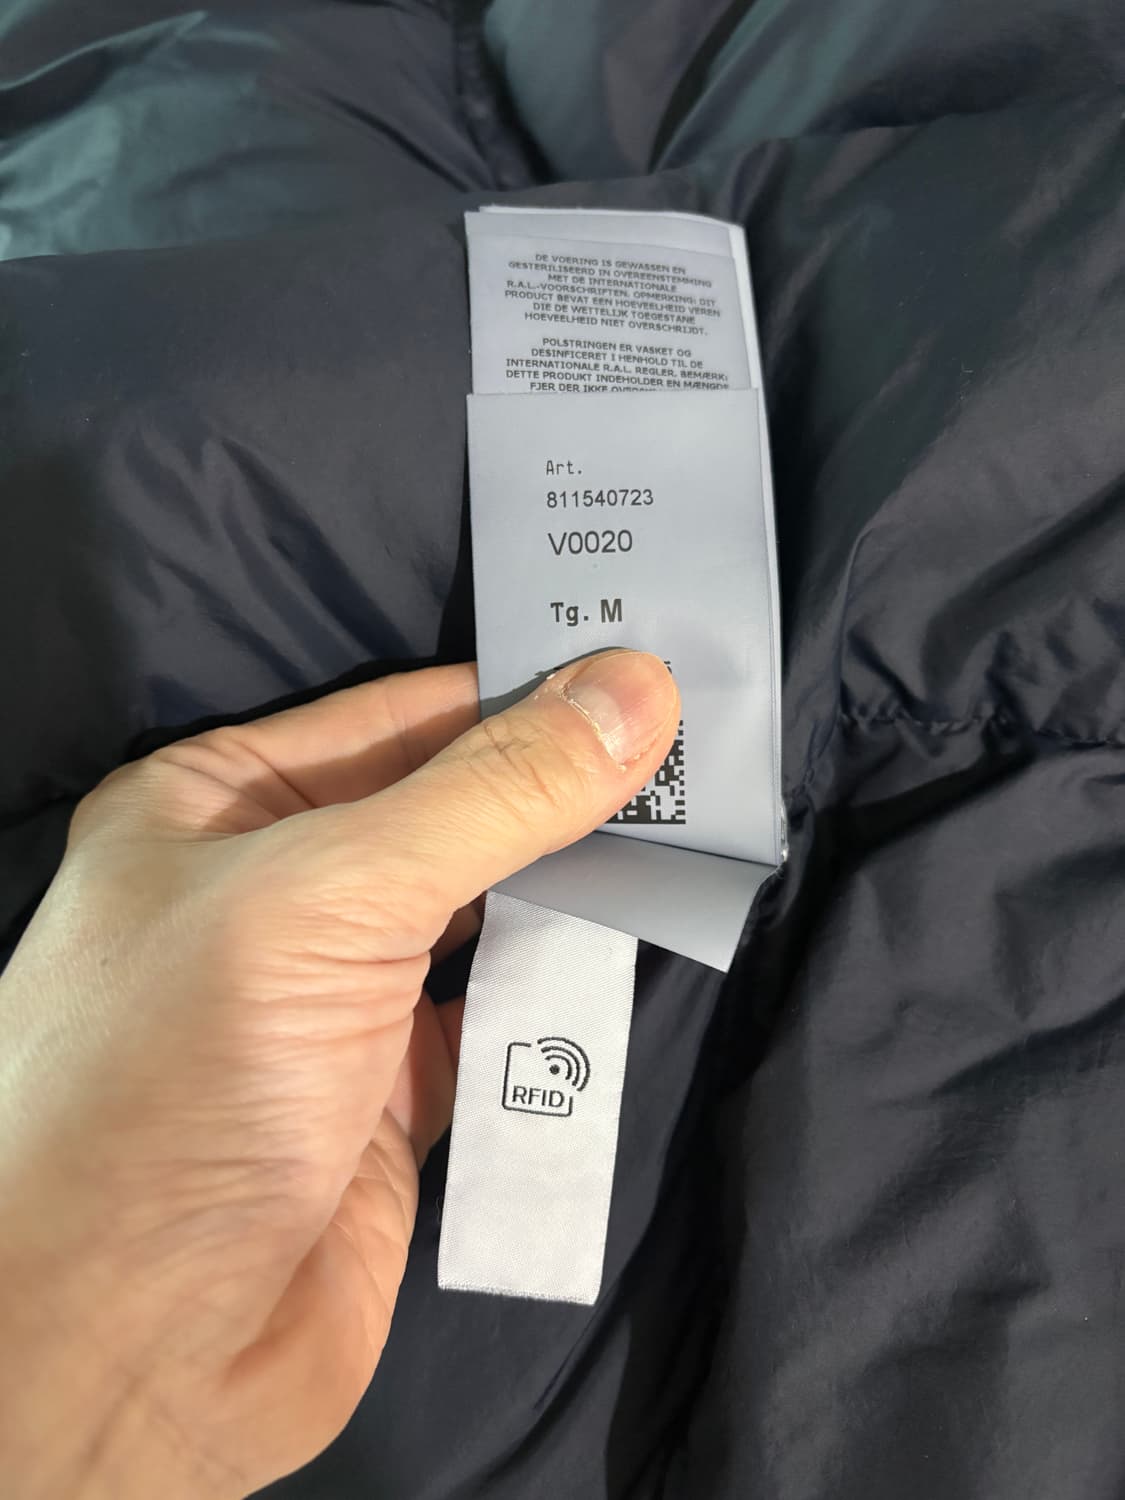 DE VOERING IS GEWASSEN EN
GESTERILISEERD IN OVEREENSTEMMING
MET DE INTERNATIONALE
R.A.L.-VOORSCHRIFTEN. OPMERKING: DIT
PRODUCT BEVAT EEN HOEVEELHEID VEREN
DIE DE WETTELIJK TOEGESTANE
HOEVEELHEID NIET OVERSCHRIJDT.
POLSTRINGEN ER VASKET OG
DESINFICERET I HENHOLD TIL DE
INTERNATIONALE R.A.L. REGLER. BEMÆRK:
DETTE PRODUKT INDEHOLDER EN MÆNGDE
FJER DER IKKE
Art.
811540723
V0020
Tg. M
RFID